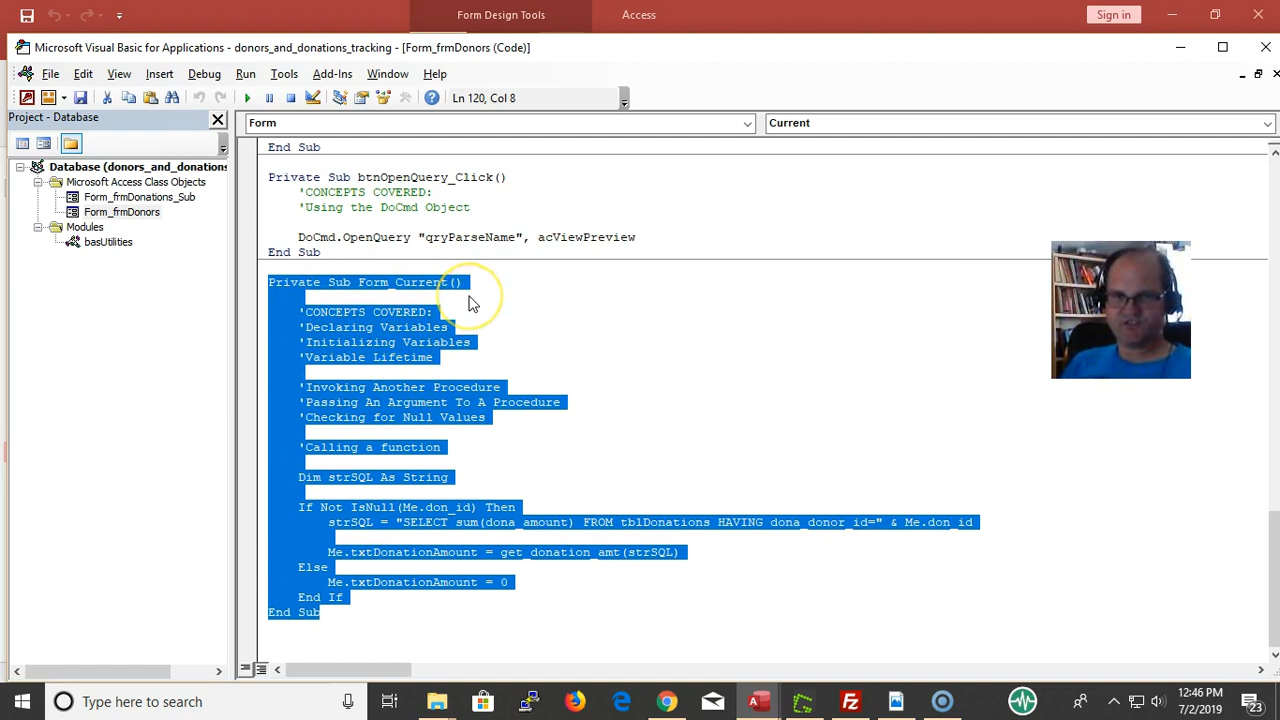 Form Design Tools
Access
Sign in
Microsoft Visual Basic for Applications - donors_and_donations_tracking - [Form_frmDonors (Code)]
File Edit View Insert Debug Run Tools Add-Ins Window Help
Ln 120, Col 8
Project - Database
Form
Current
Database (donors_and_donations
Microsoft Access Class Objects
Form_frmDonations_Sub
Form_frmDonors
Modules
basUtilities
End Sub
Private Sub btnOpenQuery_Click()
'CONCEPTS COVERED:
'Using the DoCmd Object
DoCmd.OpenQuery "qryParseName", acViewPreview
End Sub
Private Sub Form_Current()
'CONCEPTS COVERED:
'Declaring Variables
'Initializing Variables
'Variable Lifetime
'Invoking Another Procedure
'Passing An Argument To A Procedure
'Checking for Null Values
'Calling a function
Dim strSQL As String
If Not IsNull(Me.don_id) Then
strSQL = "SELECT sum(dona_amount) FROM tblDonations HAVING dona_donor_id=" & Me.don_id
Me.txtDonationAmount = get_donation_amt(strSQL)
Else
Me.txtDonationAmount = 0
End If
End Sub
Type here to search
12:46 PM
7/2/2019
23